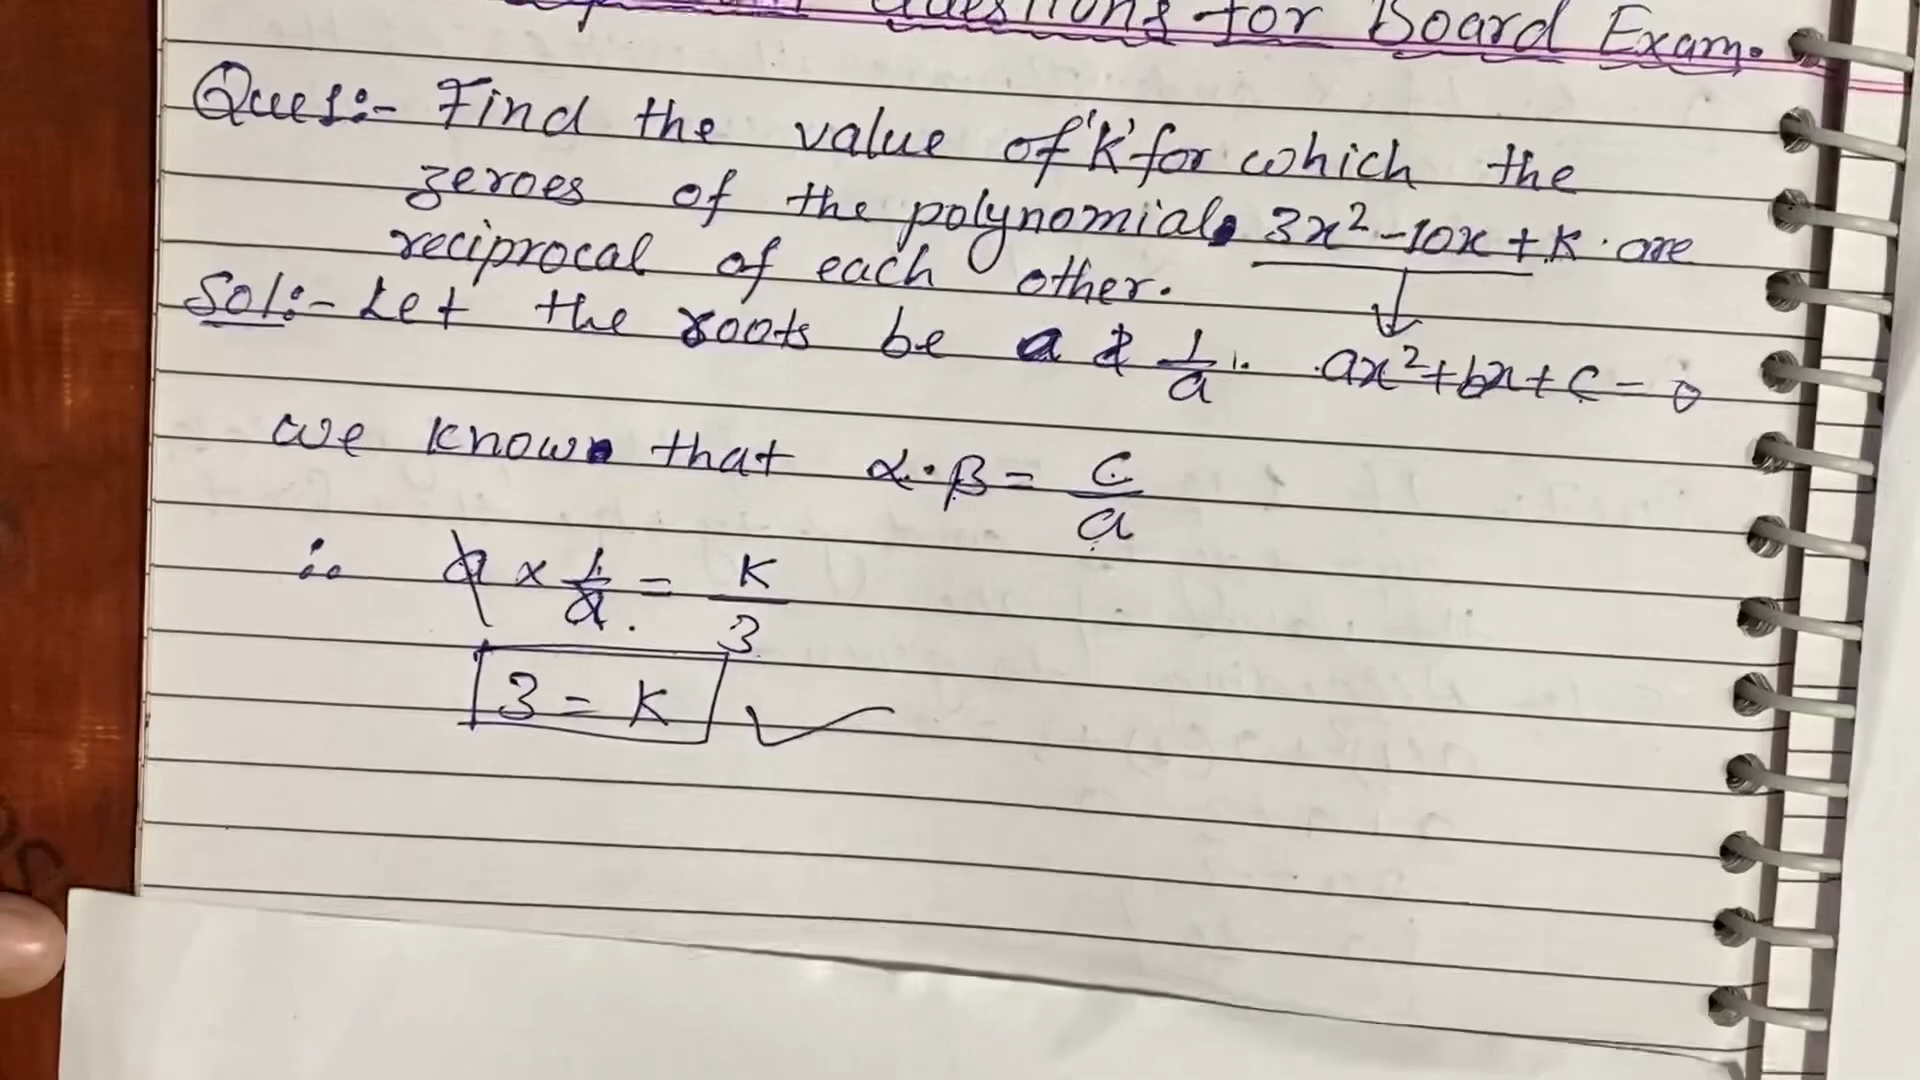 Questions for Board Exam.
Ques:- Find the value of 'K' for which the
zeroes of the polynomial 3x² - 10x + K are
reciprocal of each other.
Sol:- Let the roots be a & 1/a. ax² + bx + c = 0
we know that α·β = c/a
∴ a × 1/a = K/3
3 = K